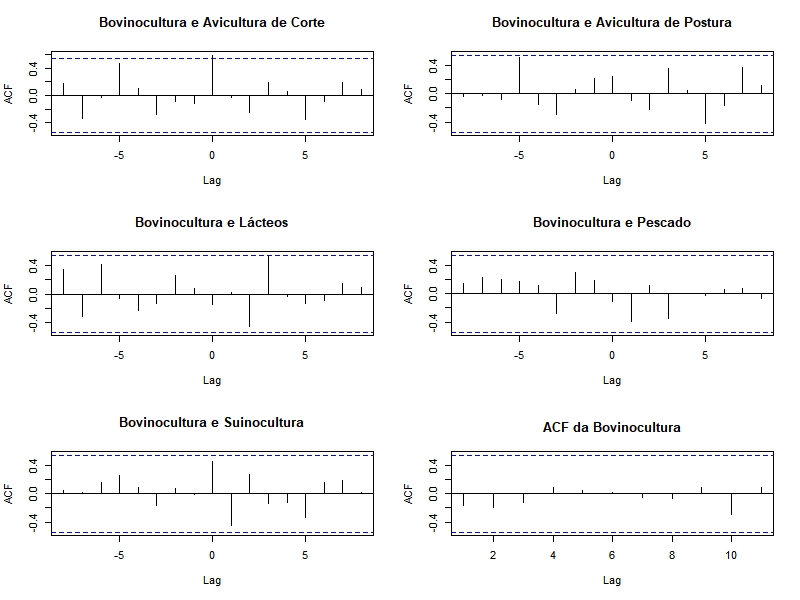 Bovinocultura e Avicultura de Corte
ACF
-0.4 0.0 0.4
-5 0 5
Lag
Bovinocultura e Avicultura de Postura
ACF
-0.4 0.0 0.4
-5 0 5
Lag
Bovinocultura e Lácteos
ACF
-0.4 0.0 0.4
-5 0 5
Lag
Bovinocultura e Pescado
ACF
-0.4 0.0 0.4
-5 0 5
Lag
Bovinocultura e Suinocultura
ACF
-0.4 0.0 0.4
-5 0 5
Lag
ACF da Bovinocultura
ACF
-0.4 0.0 0.4
2 4 6 8 10
Lag